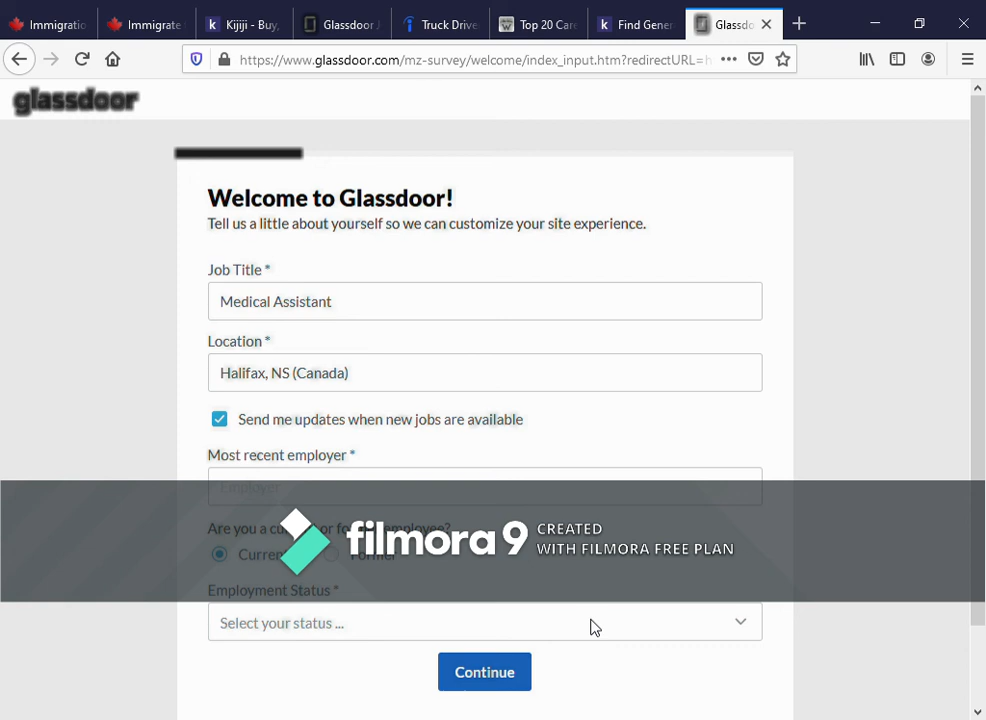 Immigratio
Immigrate
Kijiji - Buy,
Glassdoor
Truck Drive
Top 20 Care
Find Gener
Glassdo
https://www.glassdoor.com/mz-survey/welcome/index_input.htm?redirectURL=h
glassdoor
Welcome to Glassdoor!
Tell us a little about yourself so we can customize your site experience.
Job Title *
Medical Assistant
Location *
Halifax, NS (Canada)
Send me updates when new jobs are available
Most recent employer *
Employer
Are you a current or former employee?
Current Former
filmora 9 CREATED
WITH FILMORA FREE PLAN
Employment Status *
Select your status ...
Continue